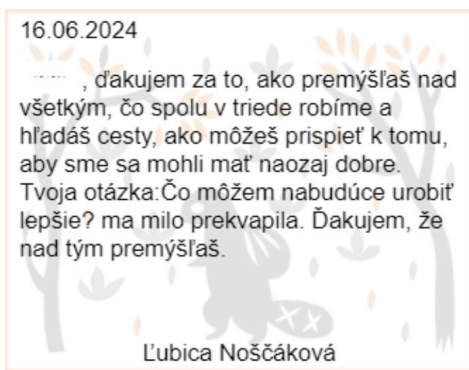 16.06.2024
, ďakujem za to, ako premýšľaš nad
všetkým, čo spolu v triede robíme a
hľadáš cesty, ako môžeš prispieť k tomu,
aby sme sa mohli mať naozaj dobre.
Tvoja otázka:Čo môžem nabudúce urobiť
lepšie? ma milo prekvapila. Ďakujem, že
nad tým premýšľaš.
Ľubica Noščáková